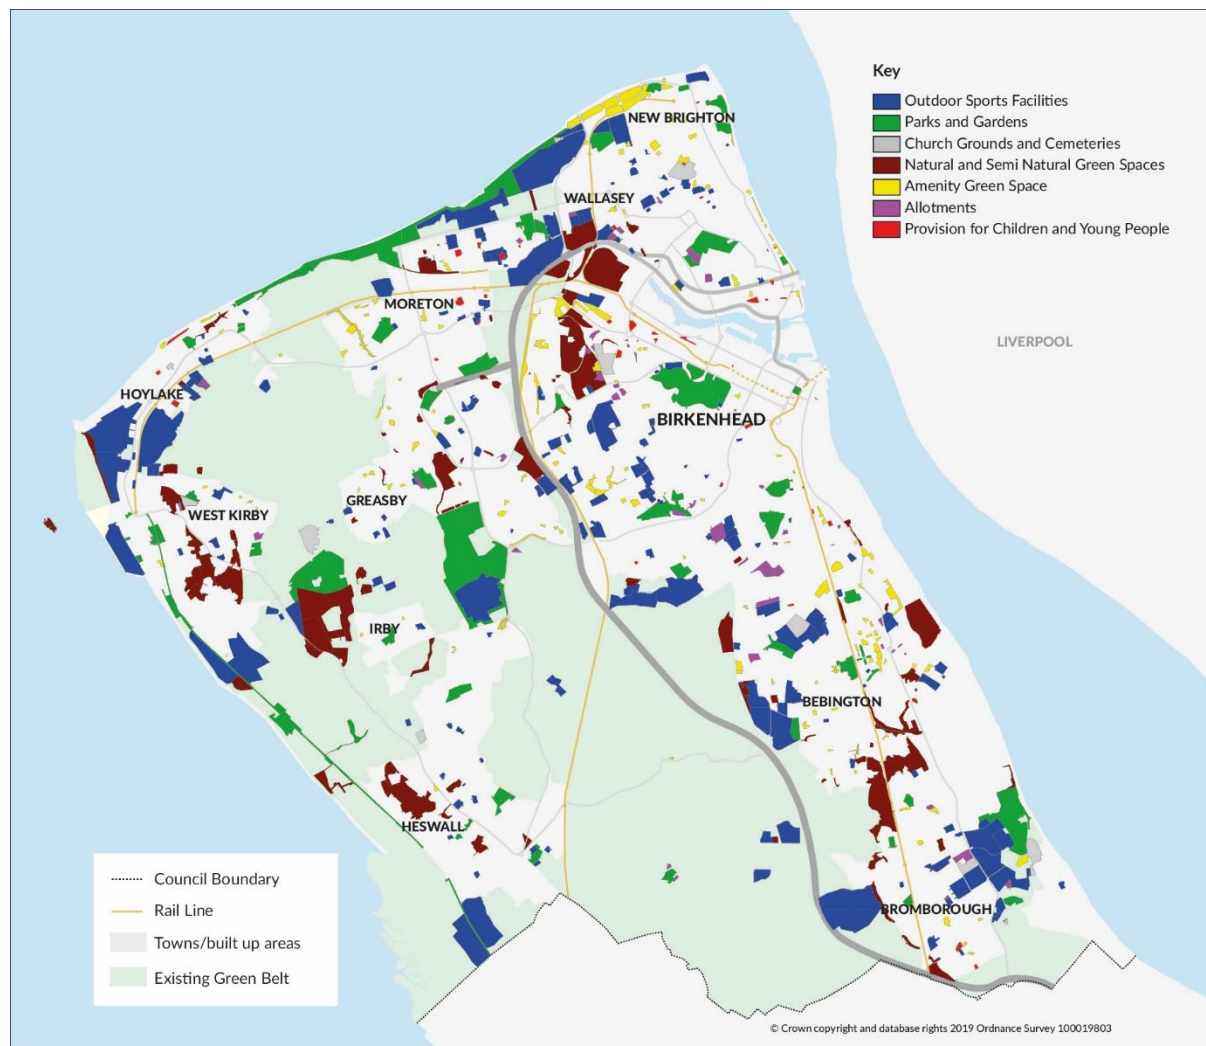 Key
Outdoor Sports Facilities
Parks and Gardens
Church Grounds and Cemeteries
Natural and Semi Natural Green Spaces
Amenity Green Space
Allotments
Provision for Children and Young People
NEW BRIGHTON
WALLASEY
MORETON
LIVERPOOL
HOYLAKE
BIRKENHEAD
GREASBY
WEST KIRBY
IRBY
BEBINGTON
HESWALL
BROMBOROUGH
Council Boundary
Rail Line
Towns/built up areas
Existing Green Belt
© Crown copyright and database rights 2019 Ordnance Survey 100019803